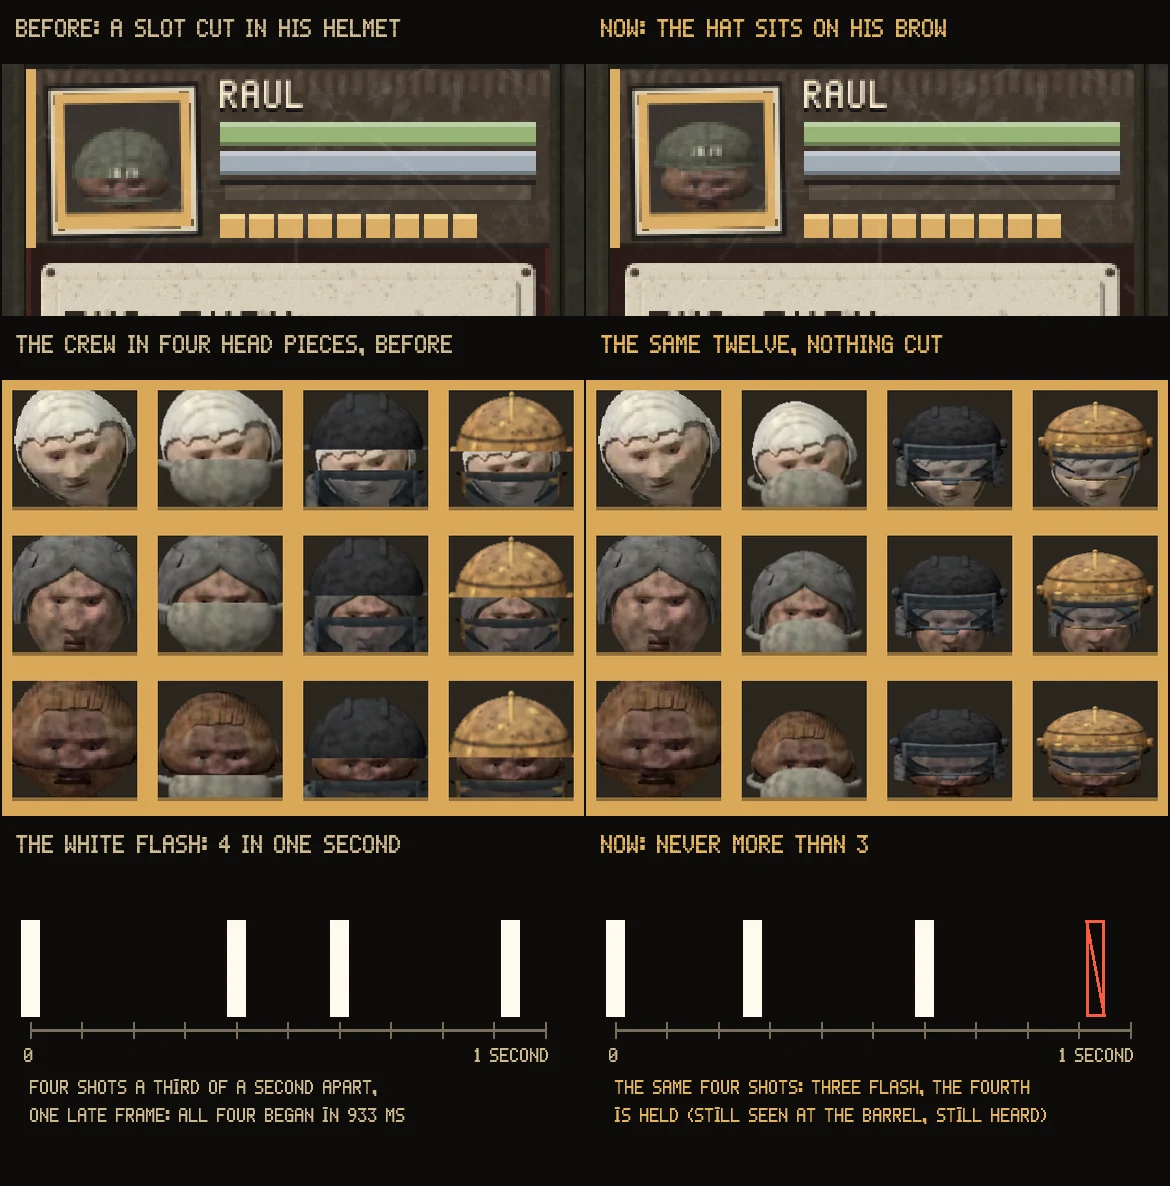 BEFORE: A SLOT CUT IN HIS HELMET
NOW: THE HAT SITS ON HIS BROW
RAUL
RAUL
THE CREW IN FOUR HEAD PIECES, BEFORE
THE SAME TWELVE, NOTHING CUT
THE WHITE FLASH: 4 IN ONE SECOND
NOW: NEVER MORE THAN 3
0
1 SECOND
0
1 SECOND
FOUR SHOTS A THIRD OF A SECOND APART,
ONE LATE FRAME: ALL FOUR BEGAN IN 933 MS
THE SAME FOUR SHOTS: THREE FLASH, THE FOURTH
IS HELD (STILL SEEN AT THE BARREL, STILL HEARD)